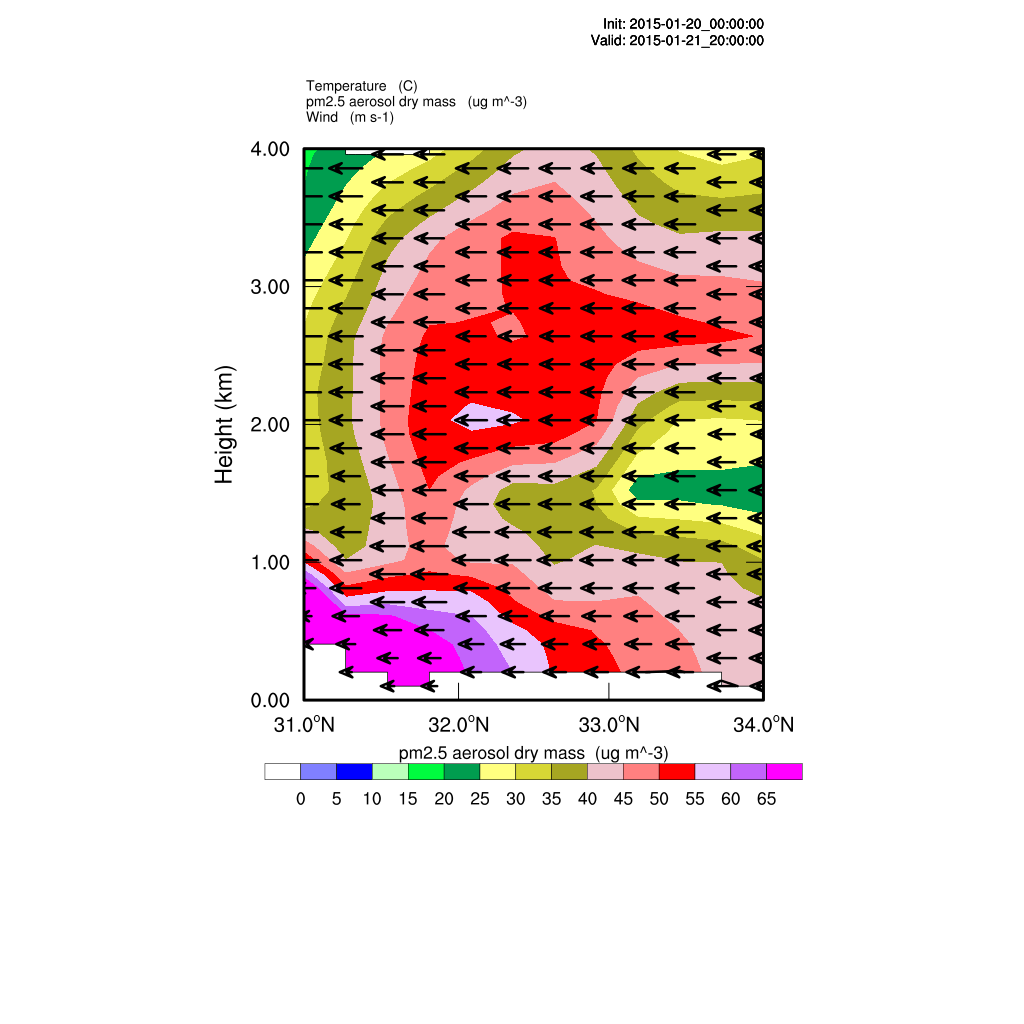 Init: 2015-01-20_00:00:00
Valid: 2015-01-21_20:00:00
Temperature (C)
pm2.5 aerosol dry mass (ug m^-3)
Wind (m s-1)
4.00
3.00
2.00
1.00
0.00
Height (km)
31.0°N 32.0°N 33.0°N 34.0°N
pm2.5 aerosol dry mass (ug m^-3)
0 5 10 15 20 25 30 35 40 45 50 55 60 65